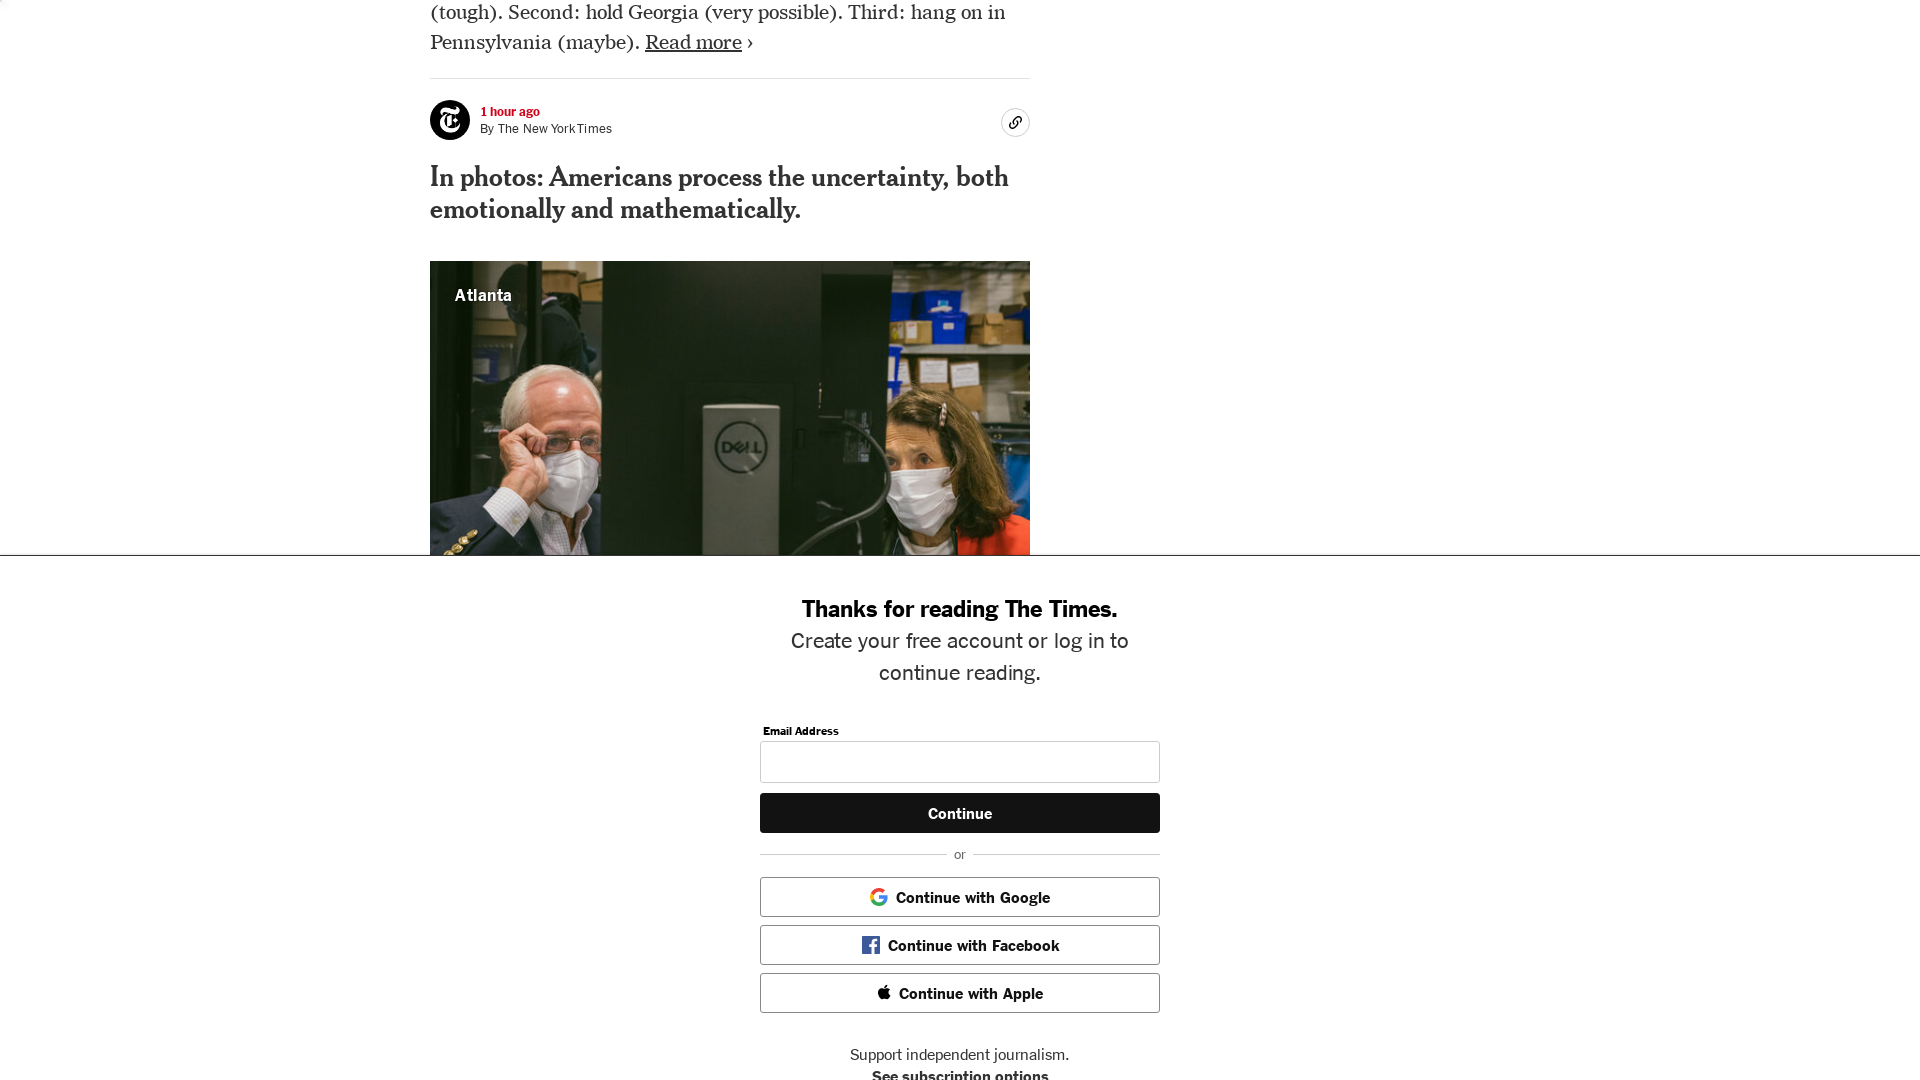 (tough). Second: hold Georgia (very possible). Third: hang on in
Pennsylvania (maybe). Read more ›
1 hour ago
By The New York Times
In photos: Americans process the uncertainty, both
emotionally and mathematically.
Atlanta
DELL
Thanks for reading The Times.
Create your free account or log in to
continue reading.
Email Address
Continue
or
Continue with Google
Continue with Facebook
Continue with Apple
Support independent journalism.
See subscription options